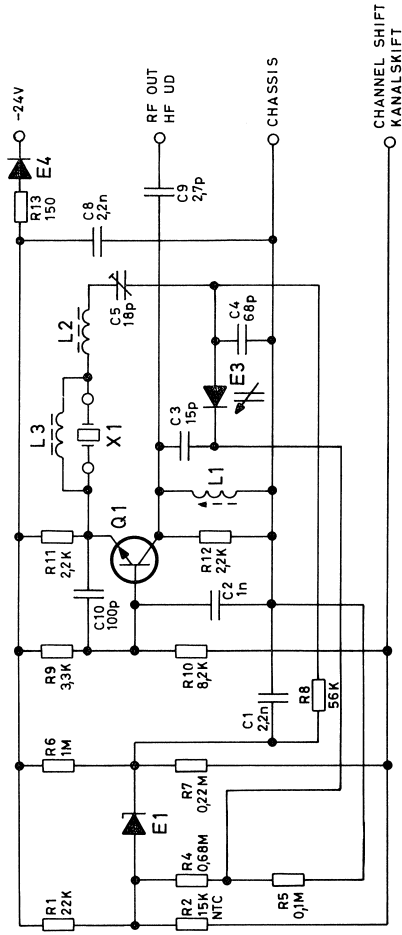 R1
22K
R2
15K
NTC
E1
R4
0,68M
R5
0,1M
R6
1M
R7
0,22M
C1
2,2n
R8
56K
R9
3,3K
R10
8,2K
C10
100p
C2
1n
R11
2,2K
Q1
R12
2,2K
L1
L3
X1
L2
C3
15p
E3
C5
18p
C4
68p
C8
2,2n
C9
2,7p
R13
150
E4
-24V
RF OUT
HF UD
CHASSIS
CHANNEL SHIFT
KANALSKIFT